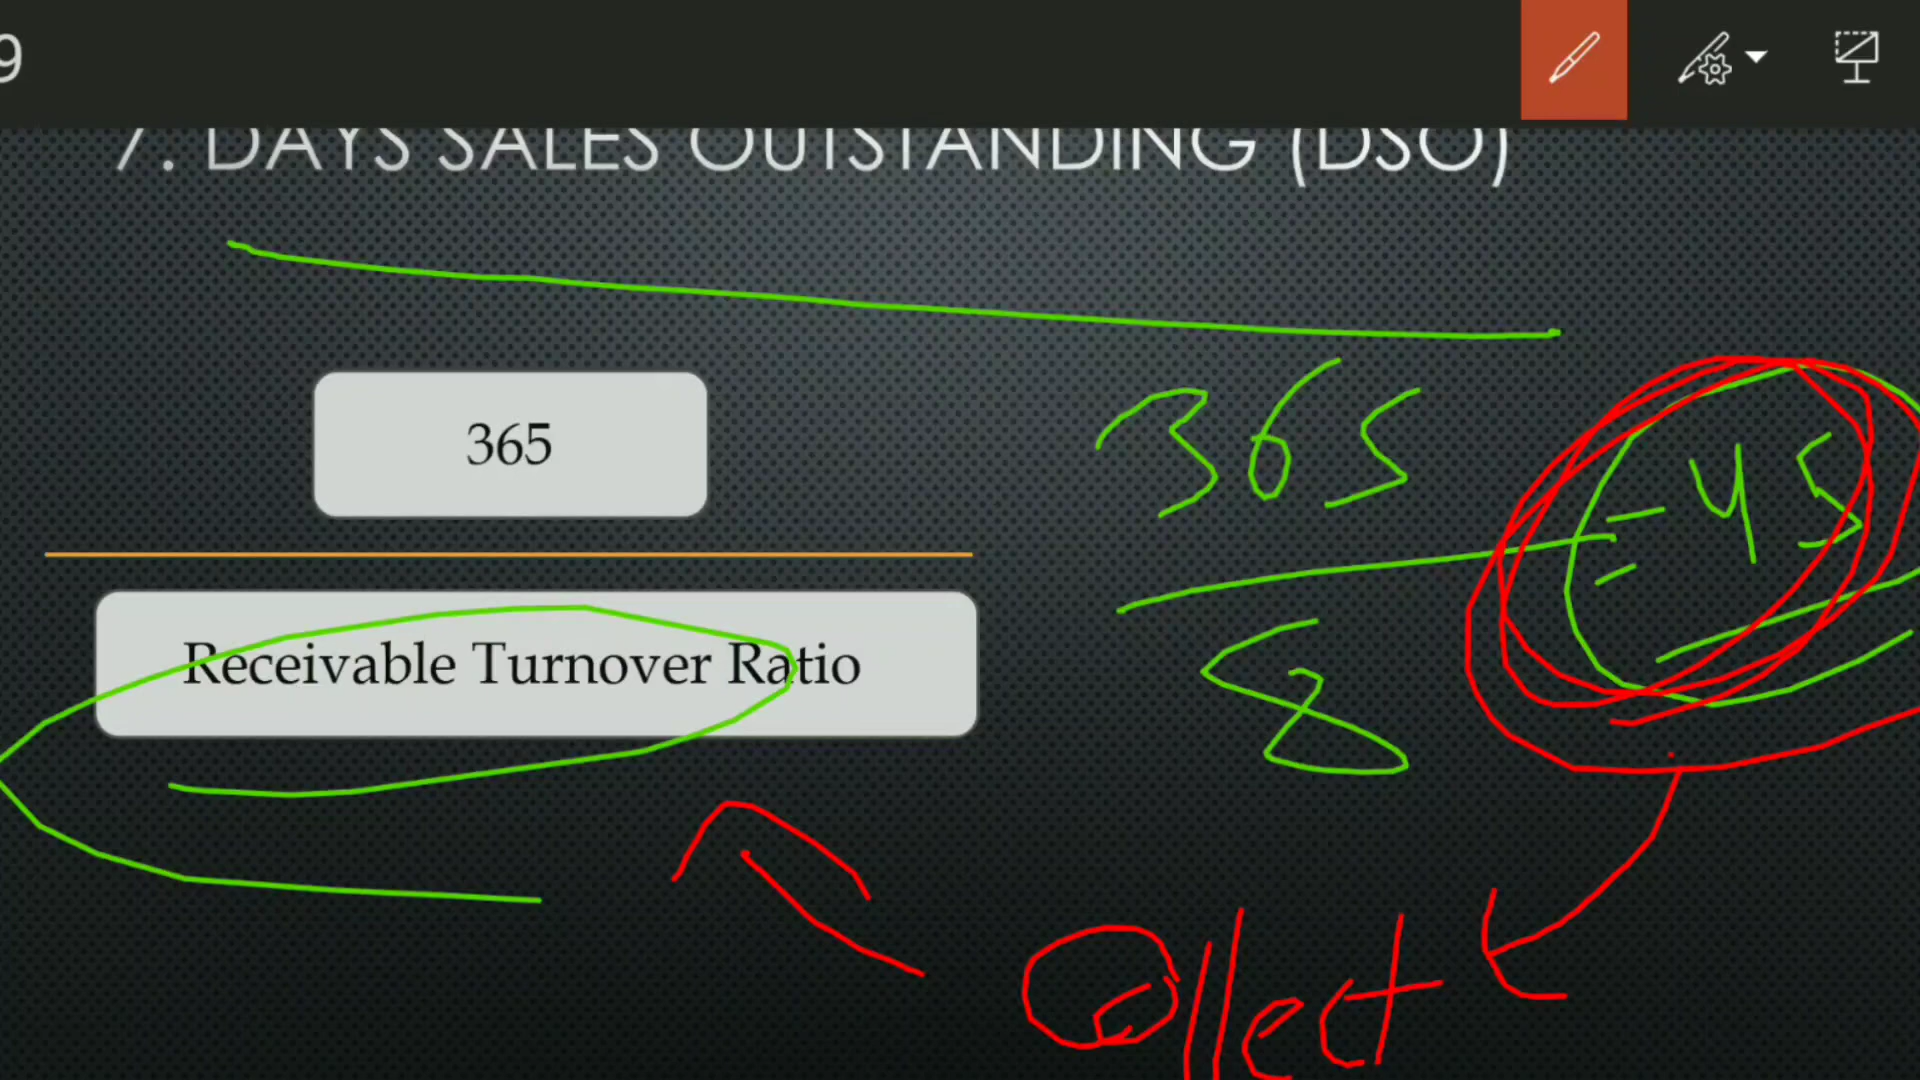 9
7. DAYS SALES OUTSTANDING (DSO)
365
Receivable Turnover Ratio
365
8
= 45
Collect